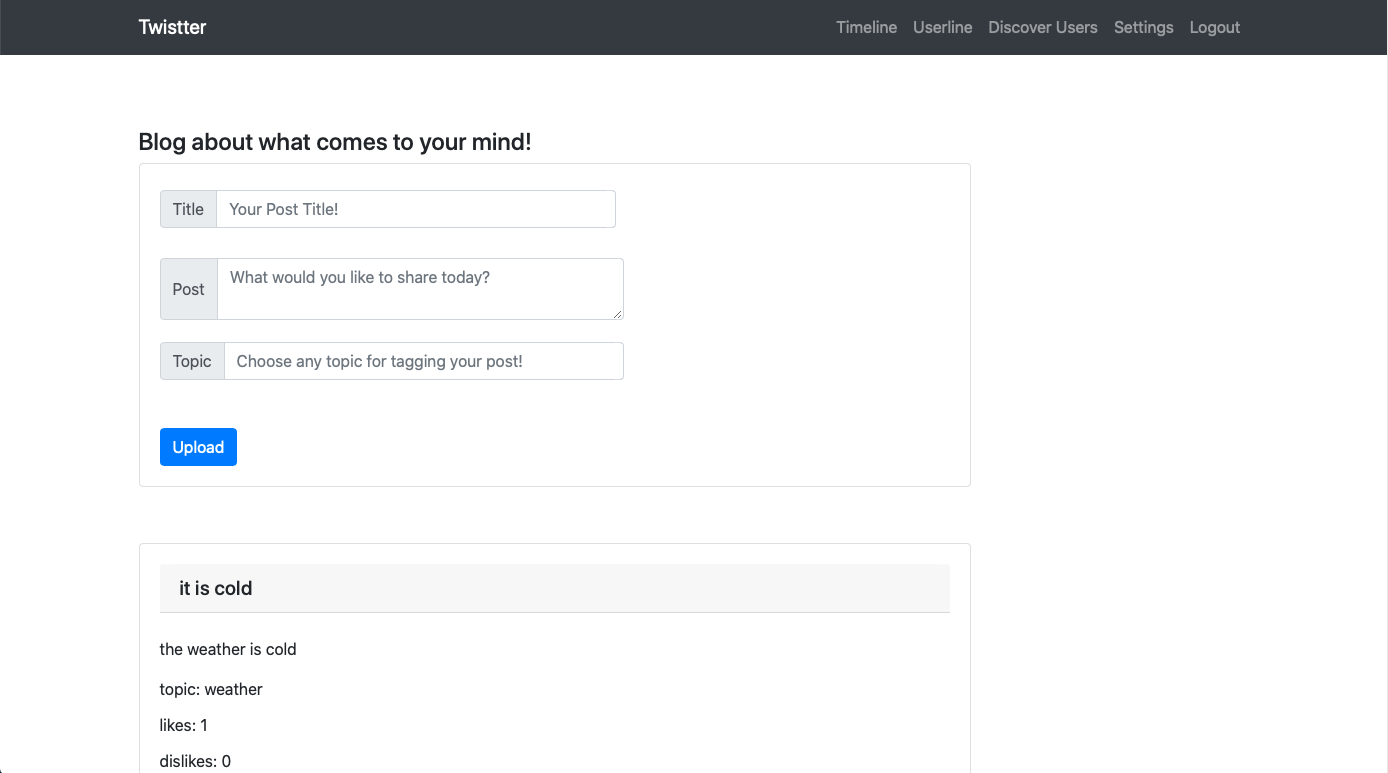 Twistter Timeline Userline Discover Users Settings Logout
Blog about what comes to your mind!
Title Your Post Title!
Post What would you like to share today?
Topic Choose any topic for tagging your post!
Upload
it is cold
the weather is cold
topic: weather
likes: 1
dislikes: 0